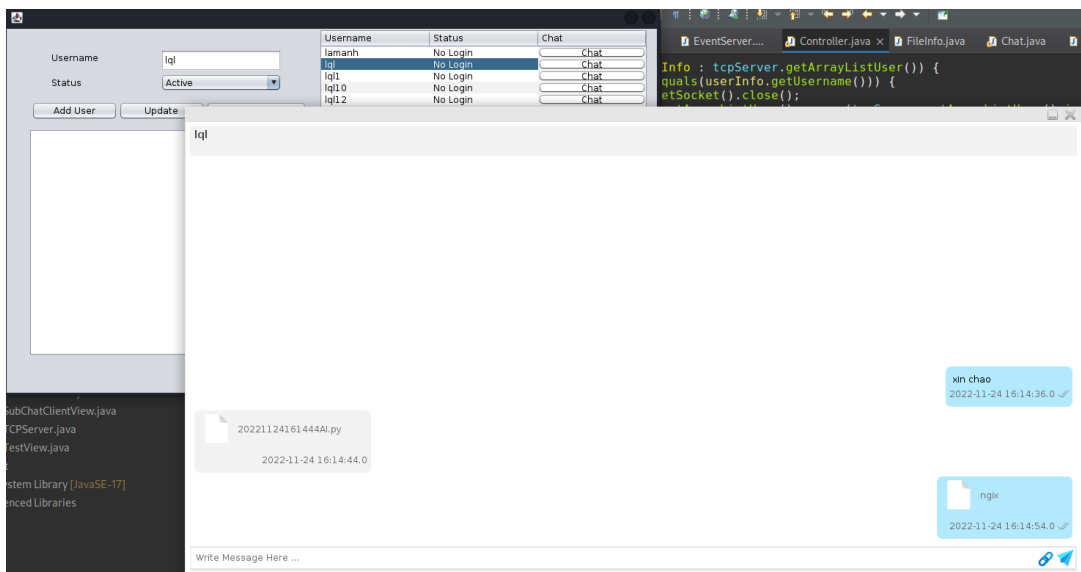 Username Status Chat
lamanh No Login Chat
lql No Login Chat
lql1 No Login Chat
lql10 No Login Chat
lql12 No Login Chat
Username lql
Status Active
Add User Update
EventServer.... Controller.java FileInfo.java Chat.java
Info : tcpServer.getArrayListUser()) {
quals(userInfo.getUsername())) {
etSocket().close();
lql
xin chao
2022-11-24 16:14:36.0
20221124161444AI.py
2022-11-24 16:14:44.0
ngix
2022-11-24 16:14:54.0
Write Message Here ...
SubChatClientView.java
TCPServer.java
TestView.java
t
ystem Library [JavaSE-17]
enced Libraries